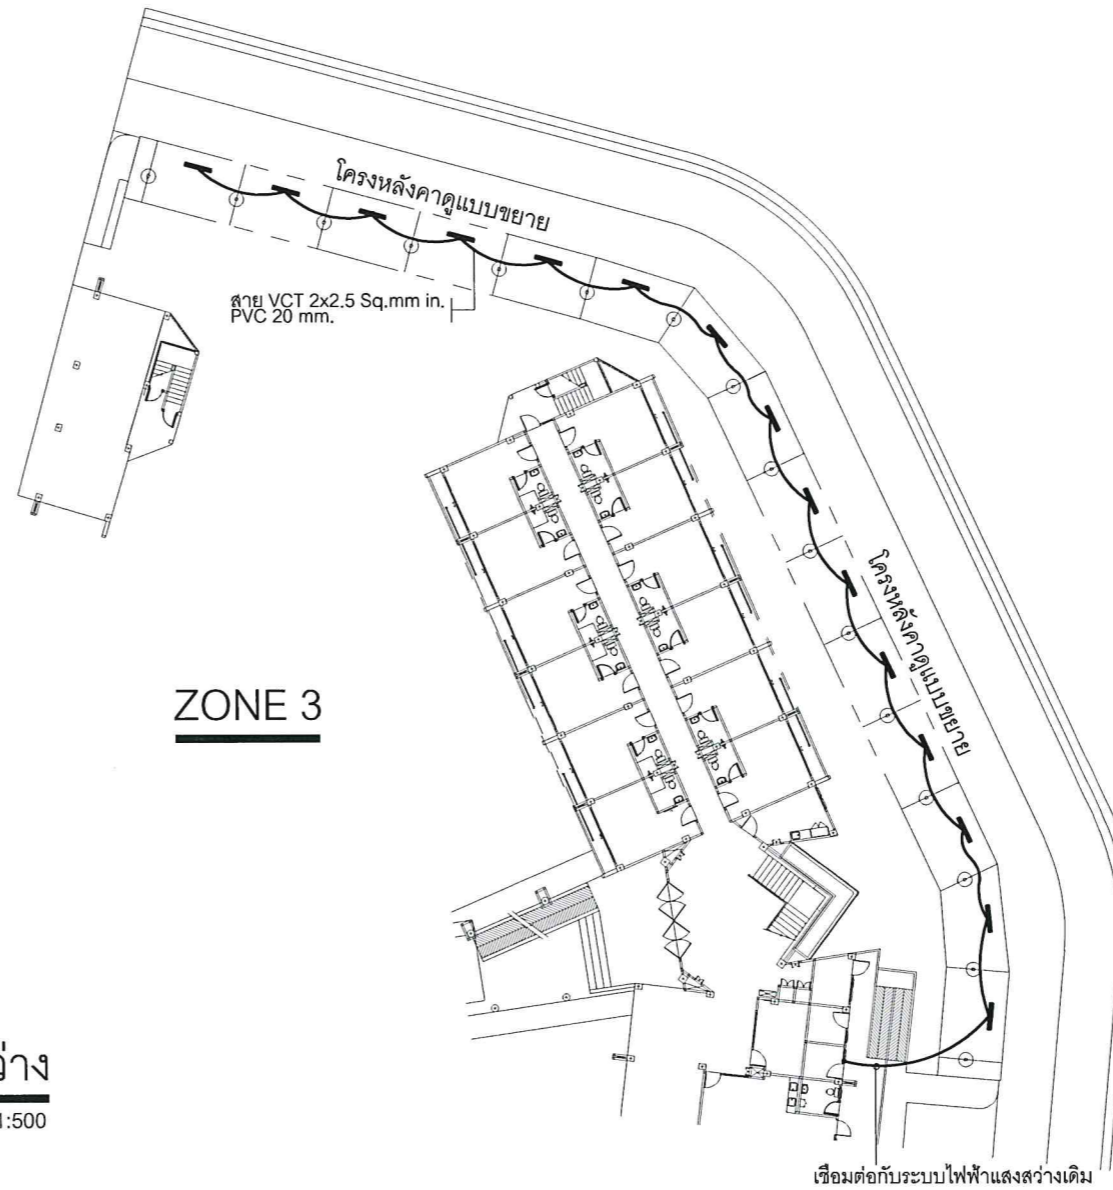 โครงหลังคาดูแบบขยาย
สาย VCT 2x2.5 Sq.mm in.
PVC 20 mm.
โครงหลังคาดูแบบขยาย
ZONE 3
1:500
เชื่อมต่อกับระบบไฟฟ้าแสงสว่างเดิม